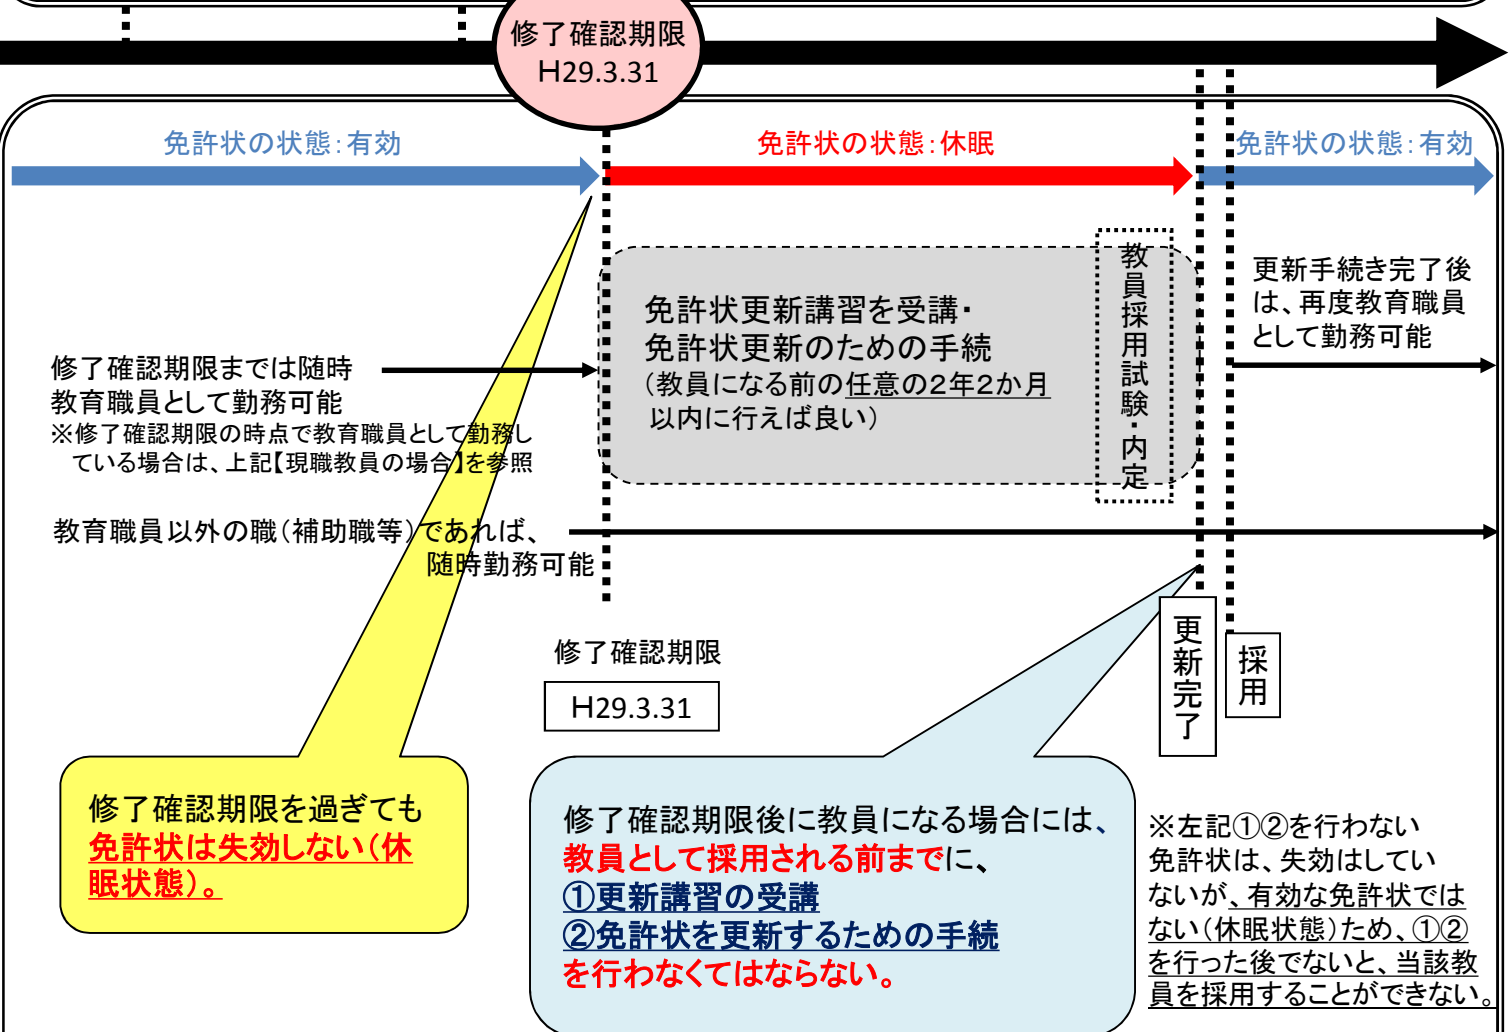 修了確認期限
H29.3.31
免許状の状態：有効
免許状の状態：休眠
免許状の状態：有効
免許状更新講習を受講・
免許状更新のための手続
（教員になる前の任意の２年２か月
以内に行えば良い）
教員採用試験・内定
更新手続き完了後
は、再度教育職員
として勤務可能
修了確認期限までは随時
教育職員として勤務可能
※修了確認期限の時点で教育職員として勤務し
ている場合は、上記【現職教員の場合】を参照
教育職員以外の職（補助職等）であれば、
随時勤務可能
修了確認期限
H29.3.31
更新完了
採用
修了確認期限を過ぎても
免許状は失効しない（休
眠状態）。
修了確認期限後に教員になる場合には、
教員として採用される前までに、
①更新講習の受講
②免許状を更新するための手続
を行わなくてはならない。
※左記①②を行わない
免許状は、失効はしてい
ないが、有効な免許状では
ない（休眠状態）ため、①②
を行った後でないと、当該教
員を採用することができない。